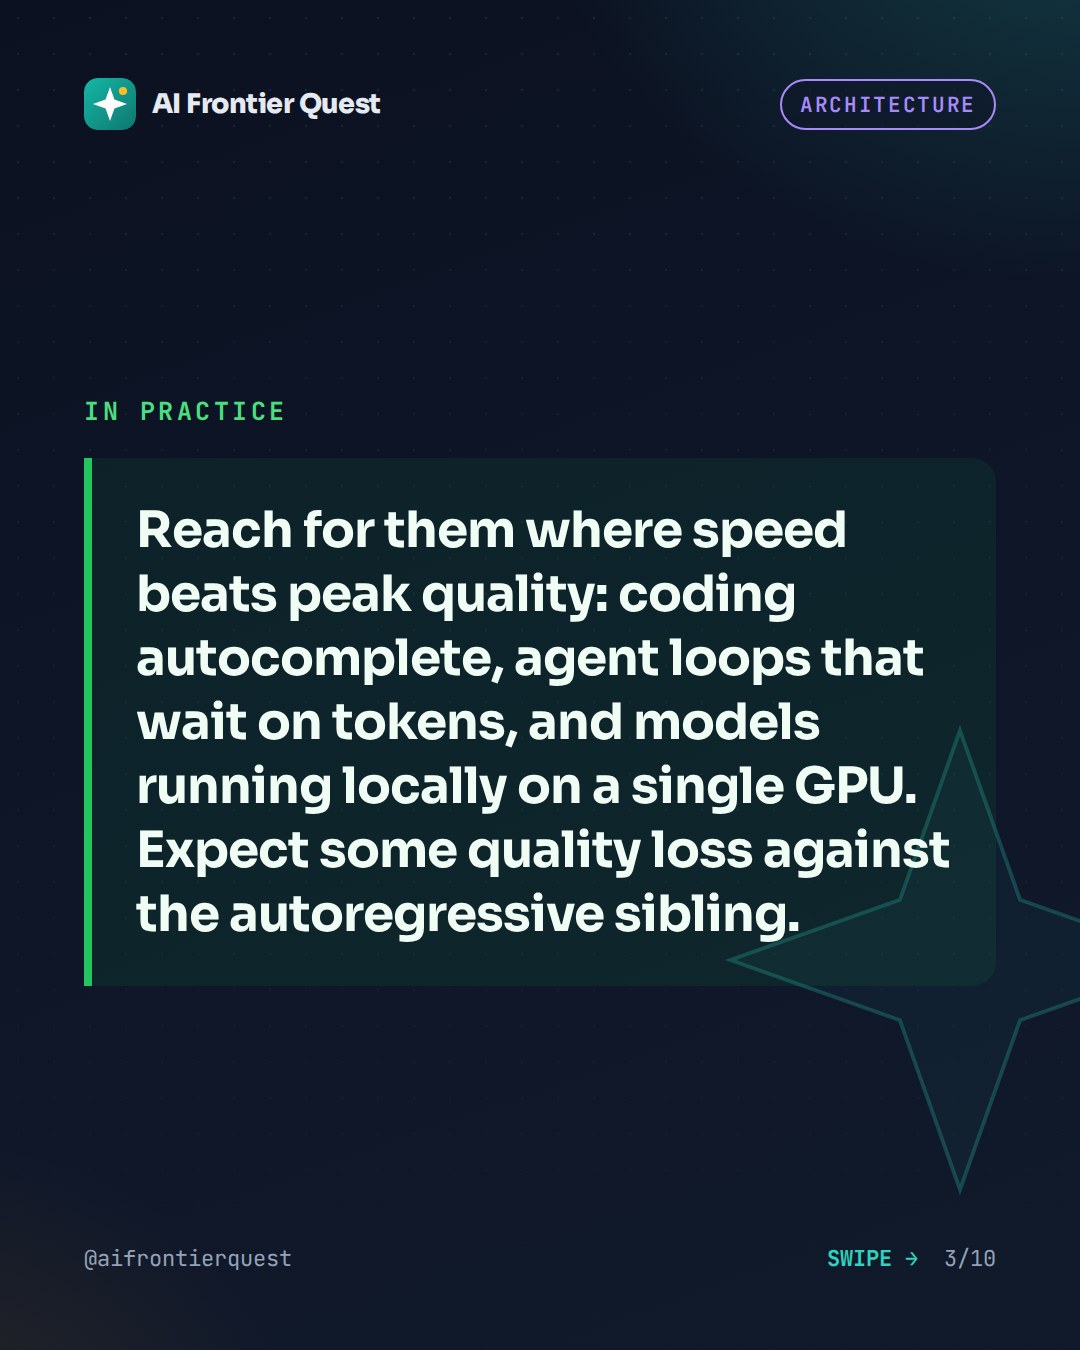 AI Frontier Quest
ARCHITECTURE
IN PRACTICE
Reach for them where speed
beats peak quality: coding
autocomplete, agent loops that
wait on tokens, and models
running locally on a single GPU.
Expect some quality loss against
the autoregressive sibling.
@aifrontierquest
SWIPE → 3/10